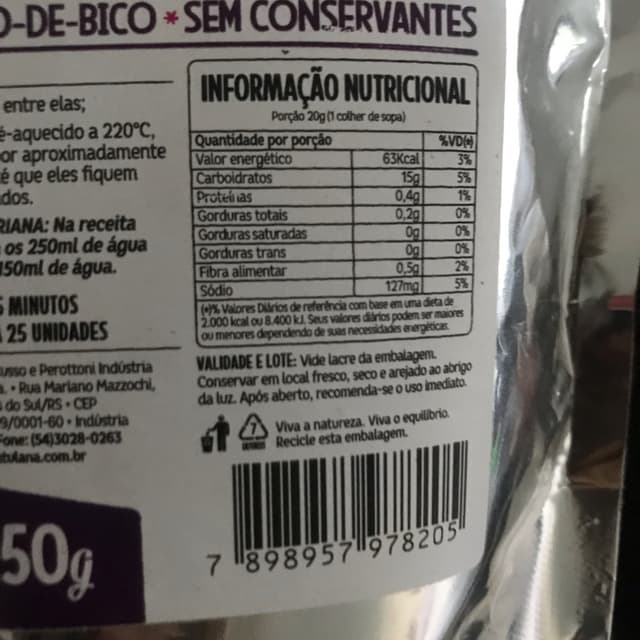 O-DE-BICO * SEM CONSERVANTES
entre elas;
é-aquecido a 220°C,
or aproximadamente
é que eles fiquem
dos.
RIANA: Na receita
os 250ml de água
150ml de água.
5 MINUTOS
25 UNIDADES
usso e Perottoni Indústria
a. • Rua Mariano Mazzochi,
do Sul/RS • CEP
9/0001-60 • Indústria
Fone: (54)3028-0263
atulana.com.br
50g
INFORMAÇÃO NUTRICIONAL
Porção 20g (1 colher de sopa)
Quantidade por porção %VD(*)
Valor energético 63Kcal 3%
Carboidratos 15g 5%
Proteínas 0,4g 1%
Gorduras totais 0,2g 0%
Gorduras saturadas 0g 0%
Gorduras trans 0g 0%
Fibra alimentar 0,5g 2%
Sódio 127mg 5%
(*)% Valores Diários de referência com base em uma dieta de
2.000 kcal ou 8.400 kJ. Seus valores diários podem ser maiores
ou menores dependendo de suas necessidades energéticas.
VALIDADE E LOTE: Vide lacre da embalagem.
Conservar em local fresco, seco e arejado ao abrigo
da luz. Após aberto, recomenda-se o uso imediato.
7
OUTROS
Viva a natureza. Viva o equilíbrio.
Recicle esta embalagem.
7 898957 978205